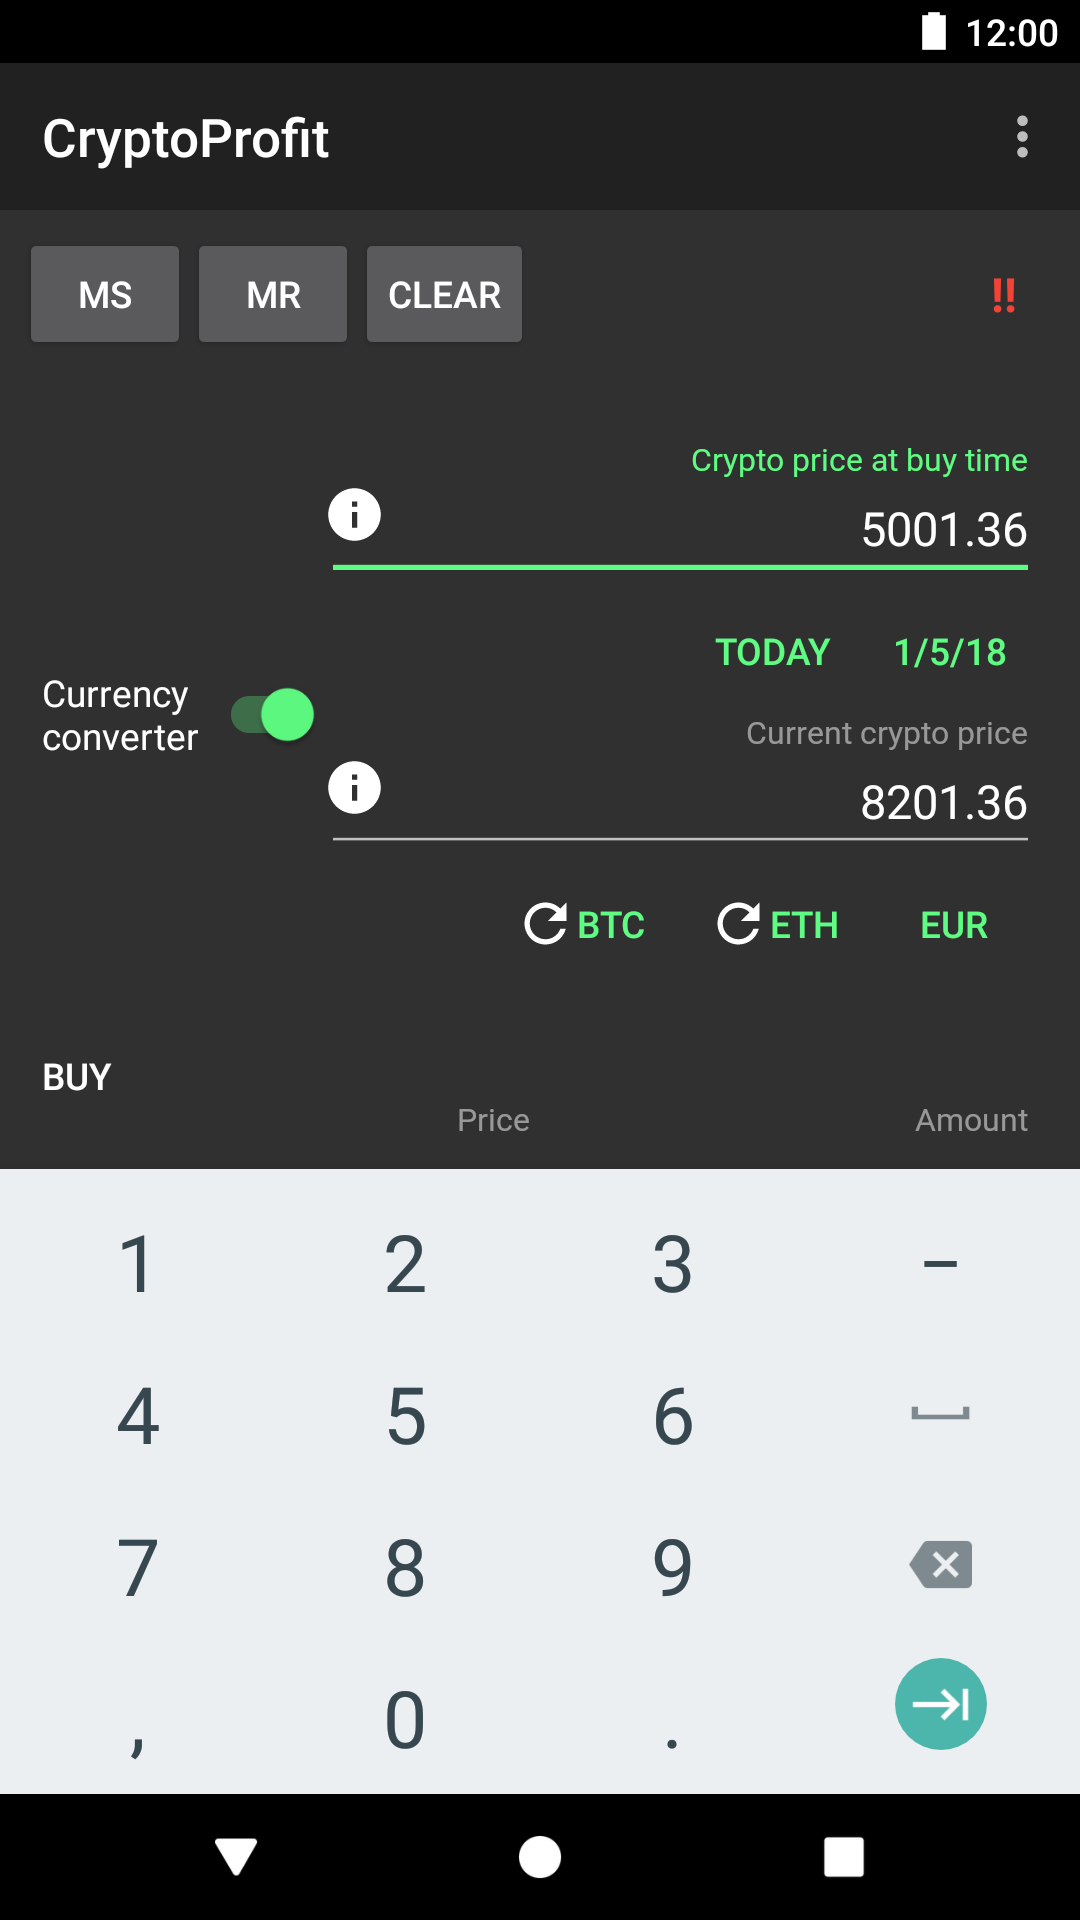 12:00
CryptoProfit
MS MR CLEAR !!
Crypto price at buy time
5001.36
TODAY 1/5/18
Currency
converter
Current crypto price
8201.36
BTC ETH EUR
BUY
Price Amount
1 2 3 –
4 5 6
7 8 9
, 0 .